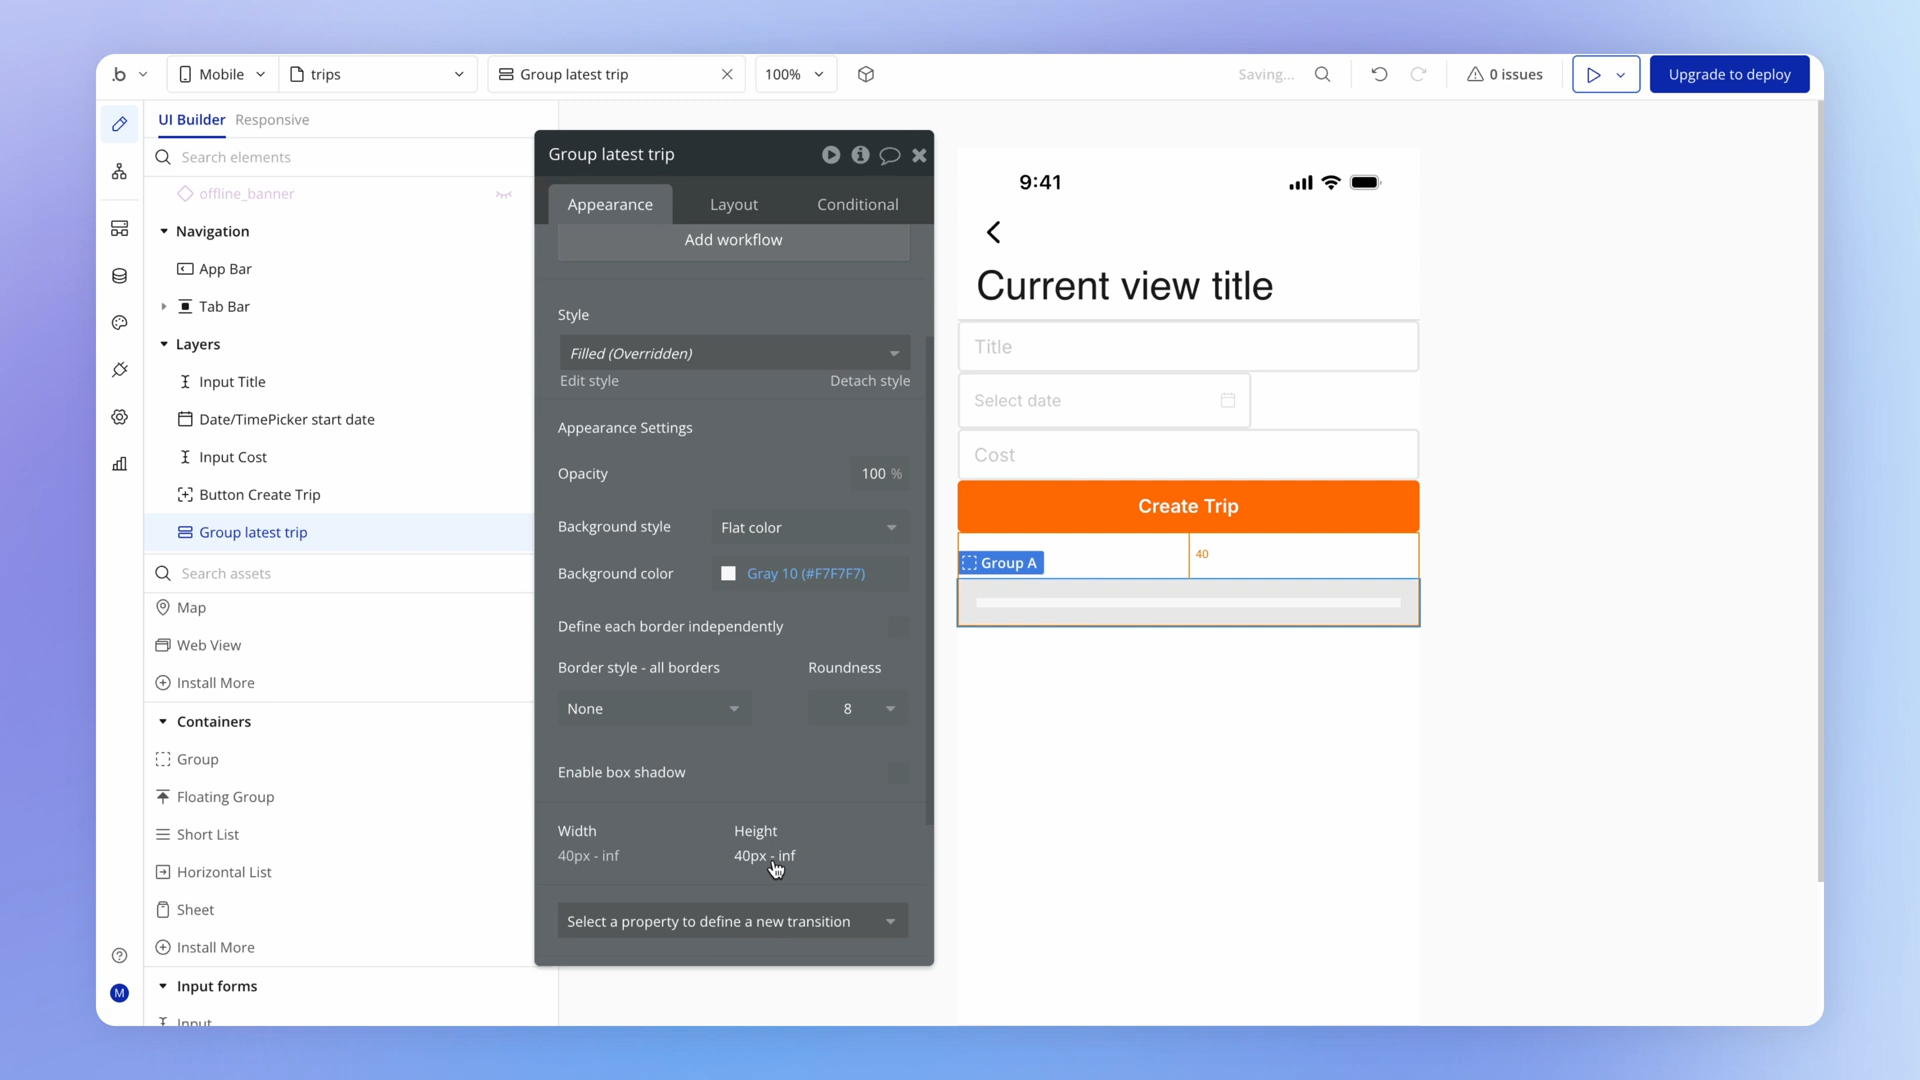 .b
Mobile
trips
Group latest trip
100%
Saving...
0 issues
Upgrade to deploy
UI Builder
Responsive
Search elements
offline_banner
Navigation
App Bar
Tab Bar
Layers
Input Title
Date/TimePicker start date
Input Cost
Button Create Trip
Group latest trip
Search assets
Map
Web View
Install More
Containers
Group
Floating Group
Short List
Horizontal List
Sheet
Install More
Input forms
Input
M
Group latest trip
Appearance
Layout
Conditional
Add workflow
Style
Filled (Overridden)
Edit style
Detach style
Appearance Settings
Opacity
100 %
Background style
Flat color
Background color
Gray 10 (#F7F7F7)
Define each border independently
Border style - all borders
Roundness
None
8
Enable box shadow
Width
Height
40px - inf
40px - inf
Select a property to define a new transition
9:41
Current view title
Title
Select date
Cost
Create Trip
40
Group A